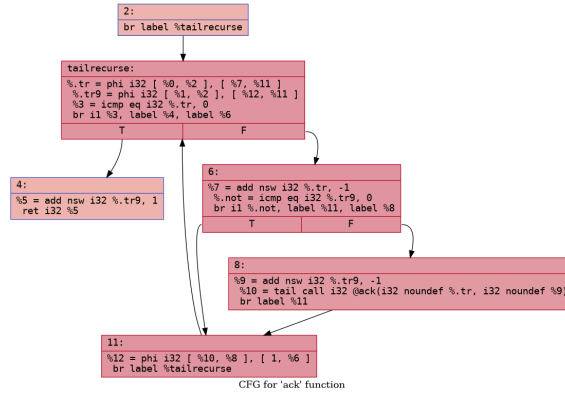 2:
br label %tailrecurse
tailrecurse:
%.tr = phi i32 [ %0, %2 ], [ %7, %11 ]
%.tr9 = phi i32 [ %1, %2 ], [ %12, %11 ]
%3 = icmp eq i32 %.tr, 0
br i1 %3, label %4, label %6
T F
4:
%5 = add nsw i32 %.tr9, 1
ret i32 %5
6:
%7 = add nsw i32 %.tr, -1
%.not = icmp eq i32 %.tr9, 0
br i1 %.not, label %11, label %8
T F
8:
%9 = add nsw i32 %.tr9, -1
%10 = tail call i32 @ack(i32 noundef %.tr, i32 noundef %9)
br label %11
11:
%12 = phi i32 [ %10, %8 ], [ 1, %6 ]
br label %tailrecurse
CFG for 'ack' function